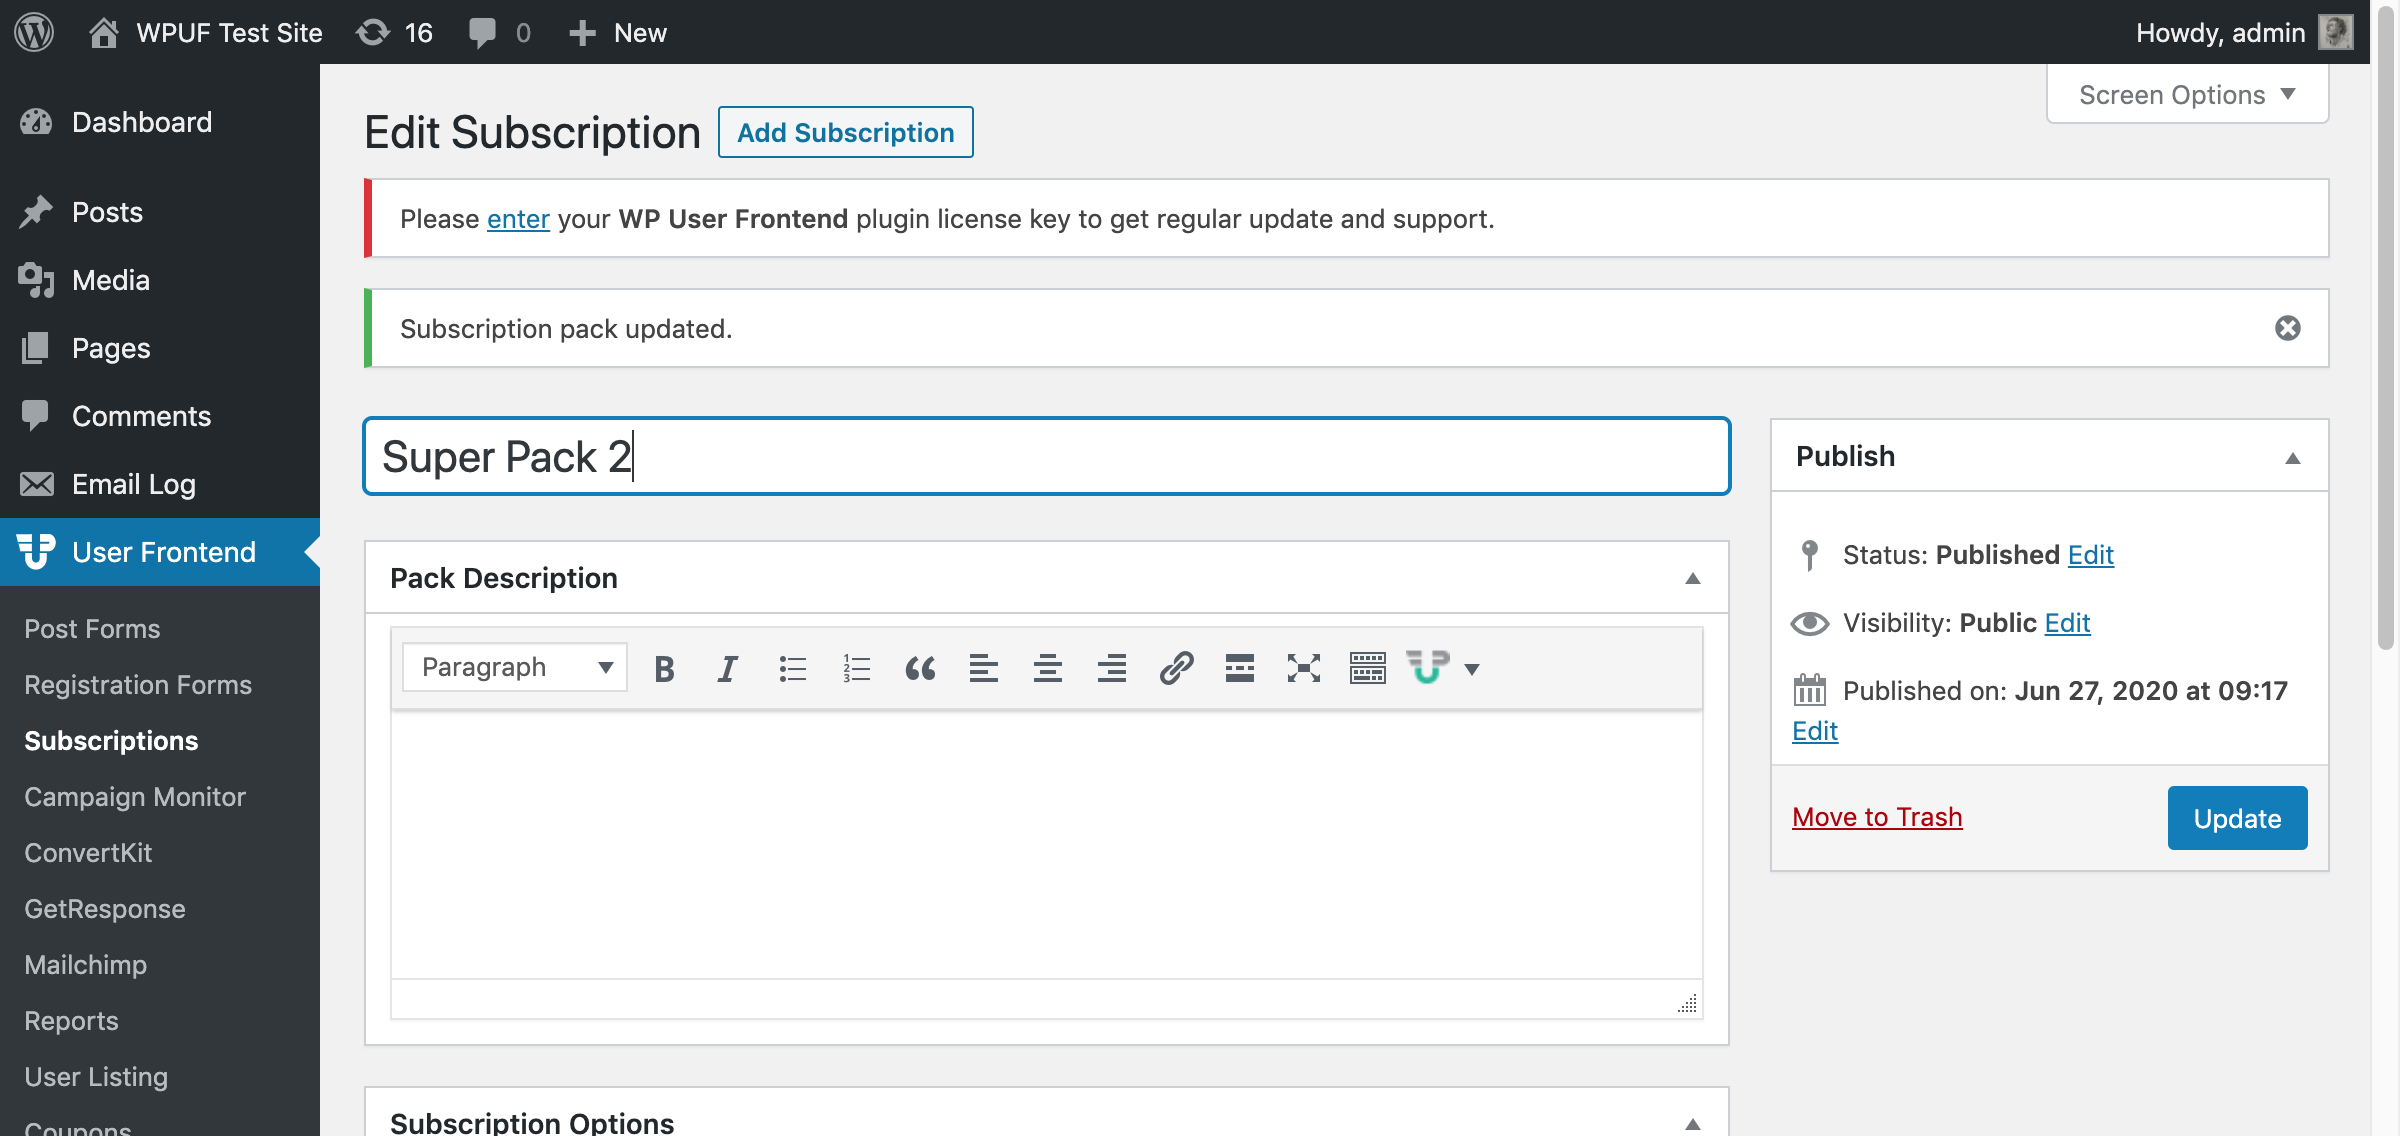 WPUF Test Site 16 0 New Howdy, admin
Screen Options
Dashboard
Posts
Media
Pages
Comments
Email Log
User Frontend
Post Forms
Registration Forms
Subscriptions
Campaign Monitor
ConvertKit
GetResponse
Mailchimp
Reports
User Listing
Coupons
Edit Subscription Add Subscription
Please enter your WP User Frontend plugin license key to get regular update and support.
Subscription pack updated.
Super Pack 2
Pack Description
Paragraph
Subscription Options
Publish
Status: Published Edit
Visibility: Public Edit
Published on: Jun 27, 2020 at 09:17
Edit
Move to Trash Update